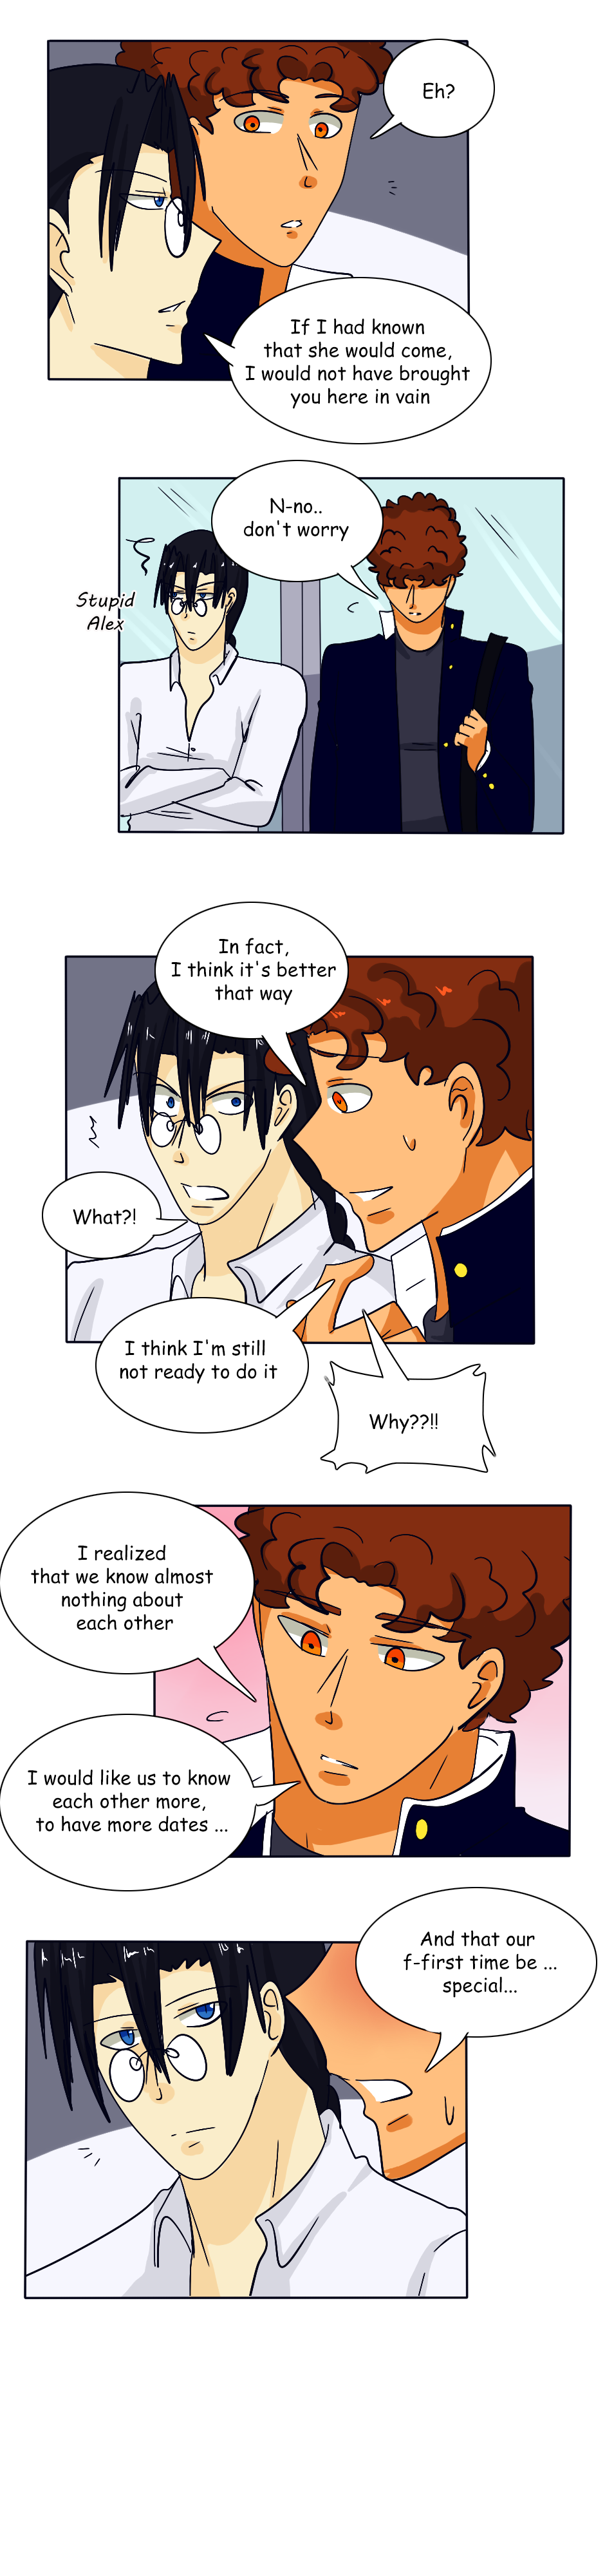 Eh?
If I had known
that she would come,
I would not have brought
you here in vain
N-no..
don't worry
Stupid
Alex
In fact,
I think it's better
that way
What?!
I think I'm still
not ready to do it
Why??!!
I realized
that we know almost
nothing about
each other
I would like us to know
each other more,
to have more dates ...
And that our
f-first time be ...
special...